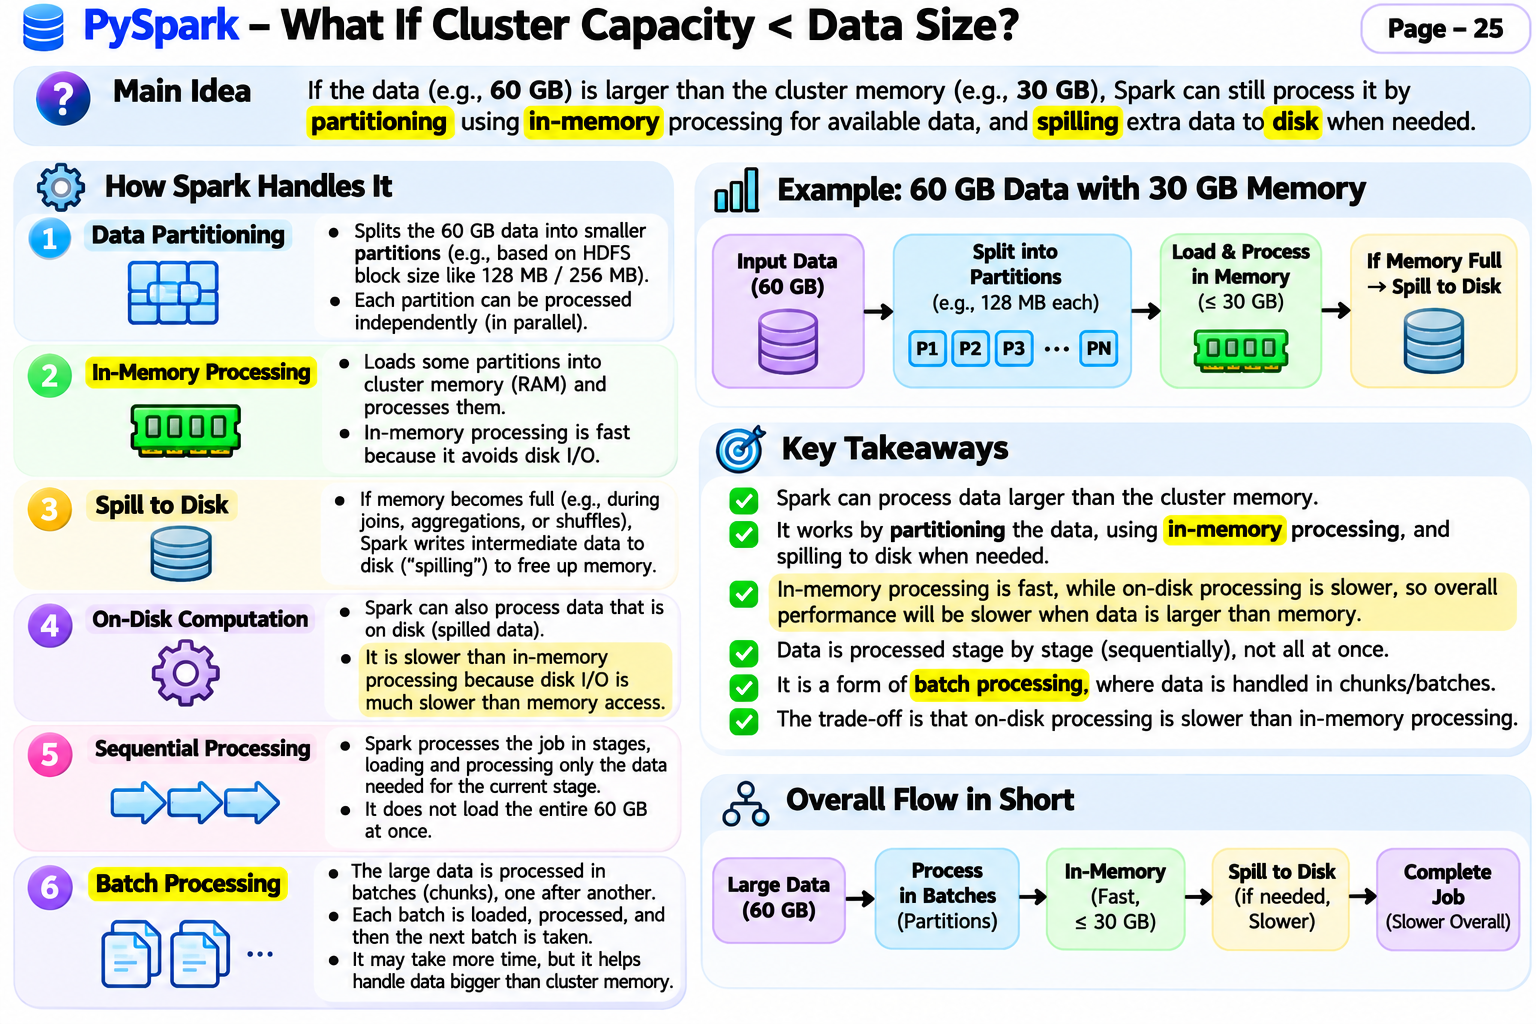 PySpark – What If Cluster Capacity < Data Size?
Page – 25
?
Main Idea
If the data (e.g., 60 GB) is larger than the cluster memory (e.g., 30 GB), Spark can still process it by
partitioning using in-memory processing for available data, and spilling extra data to disk when needed.
How Spark Handles It
1
Data Partitioning
● Splits the 60 GB data into smaller
partitions (e.g., based on HDFS
block size like 128 MB / 256 MB).
● Each partition can be processed
independently (in parallel).
2
In-Memory Processing
● Loads some partitions into
cluster memory (RAM) and
processes them.
● In-memory processing is fast
because it avoids disk I/O.
3
Spill to Disk
● If memory becomes full (e.g., during
joins, aggregations, or shuffles),
Spark writes intermediate data to
disk (“spilling”) to free up memory.
4
On-Disk Computation
● Spark can also process data that is
on disk (spilled data).
● It is slower than in-memory
processing because disk I/O is
much slower than memory access.
5
Sequential Processing
● Spark processes the job in stages,
loading and processing only the data
needed for the current stage.
● It does not load the entire 60 GB
at once.
6
Batch Processing
● The large data is processed in
batches (chunks), one after another.
● Each batch is loaded, processed, and
then the next batch is taken.
● It may take more time, but it helps
handle data bigger than cluster memory.
...
Example: 60 GB Data with 30 GB Memory
Input Data
(60 GB)
Split into
Partitions
(e.g., 128 MB each)
P1 P2 P3 ... PN
Load & Process
in Memory
(≤ 30 GB)
If Memory Full
→ Spill to Disk
Key Takeaways
Spark can process data larger than the cluster memory.
It works by partitioning the data, using in-memory processing, and
spilling to disk when needed.
In-memory processing is fast, while on-disk processing is slower, so overall
performance will be slower when data is larger than memory.
Data is processed stage by stage (sequentially), not all at once.
It is a form of batch processing, where data is handled in chunks/batches.
The trade-off is that on-disk processing is slower than in-memory processing.
Overall Flow in Short
Large Data
(60 GB)
Process
in Batches
(Partitions)
In-Memory
(Fast,
≤ 30 GB)
Spill to Disk
(if needed,
Slower)
Complete
Job
(Slower Overall)